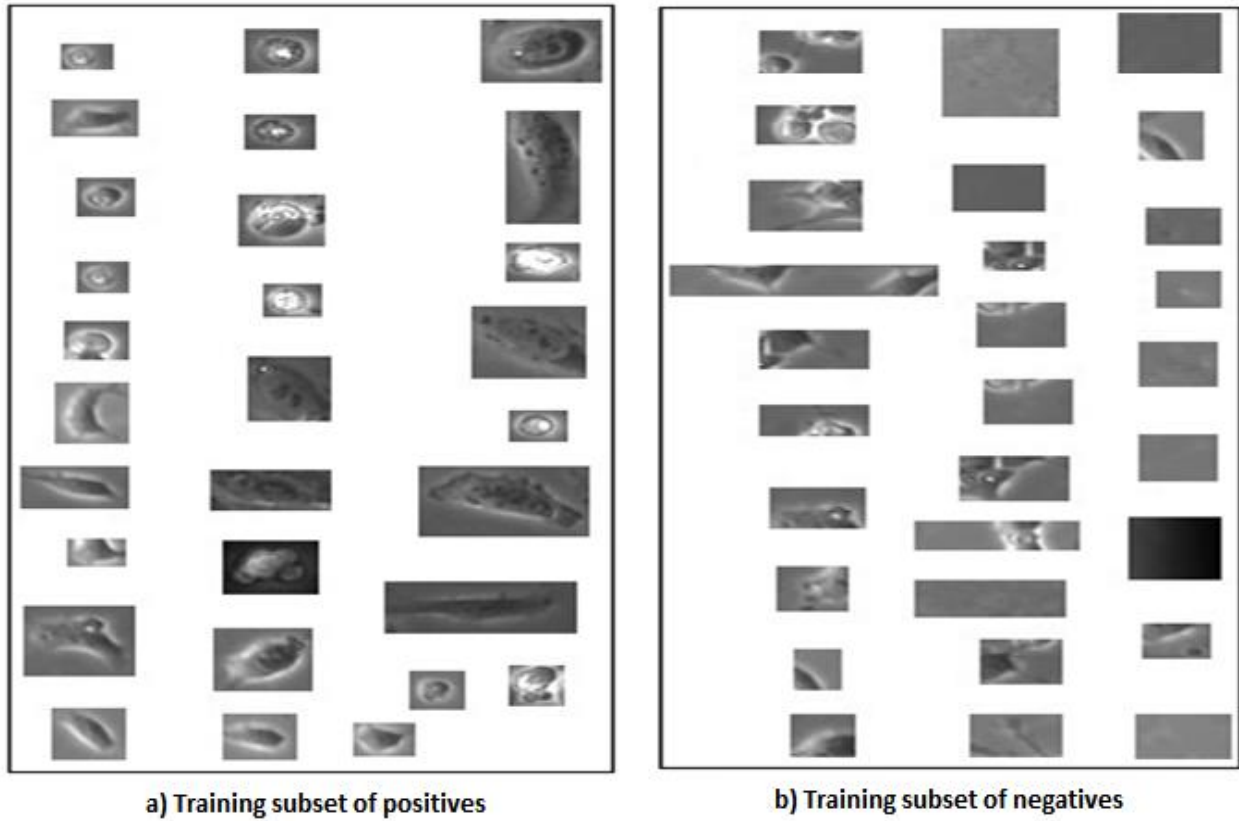 a) Training subset of positives
b) Training subset of negatives